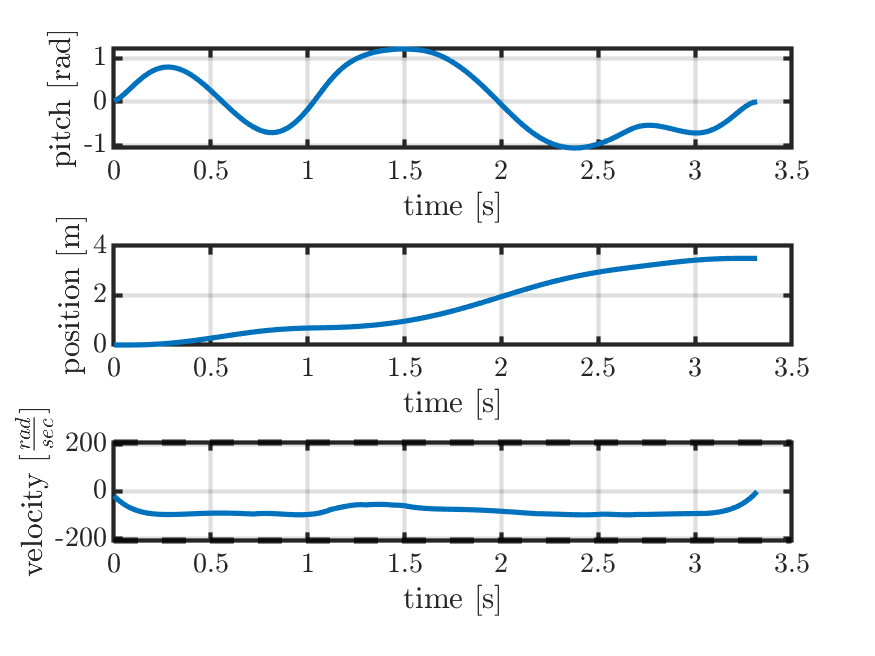 pitch [rad]
1
0
-1
0 0.5 1 1.5 2 2.5 3 3.5
time [s]
position [m]
4
2
0
0 0.5 1 1.5 2 2.5 3 3.5
time [s]
velocity [rad/sec]
200
0
-200
0 0.5 1 1.5 2 2.5 3 3.5
time [s]